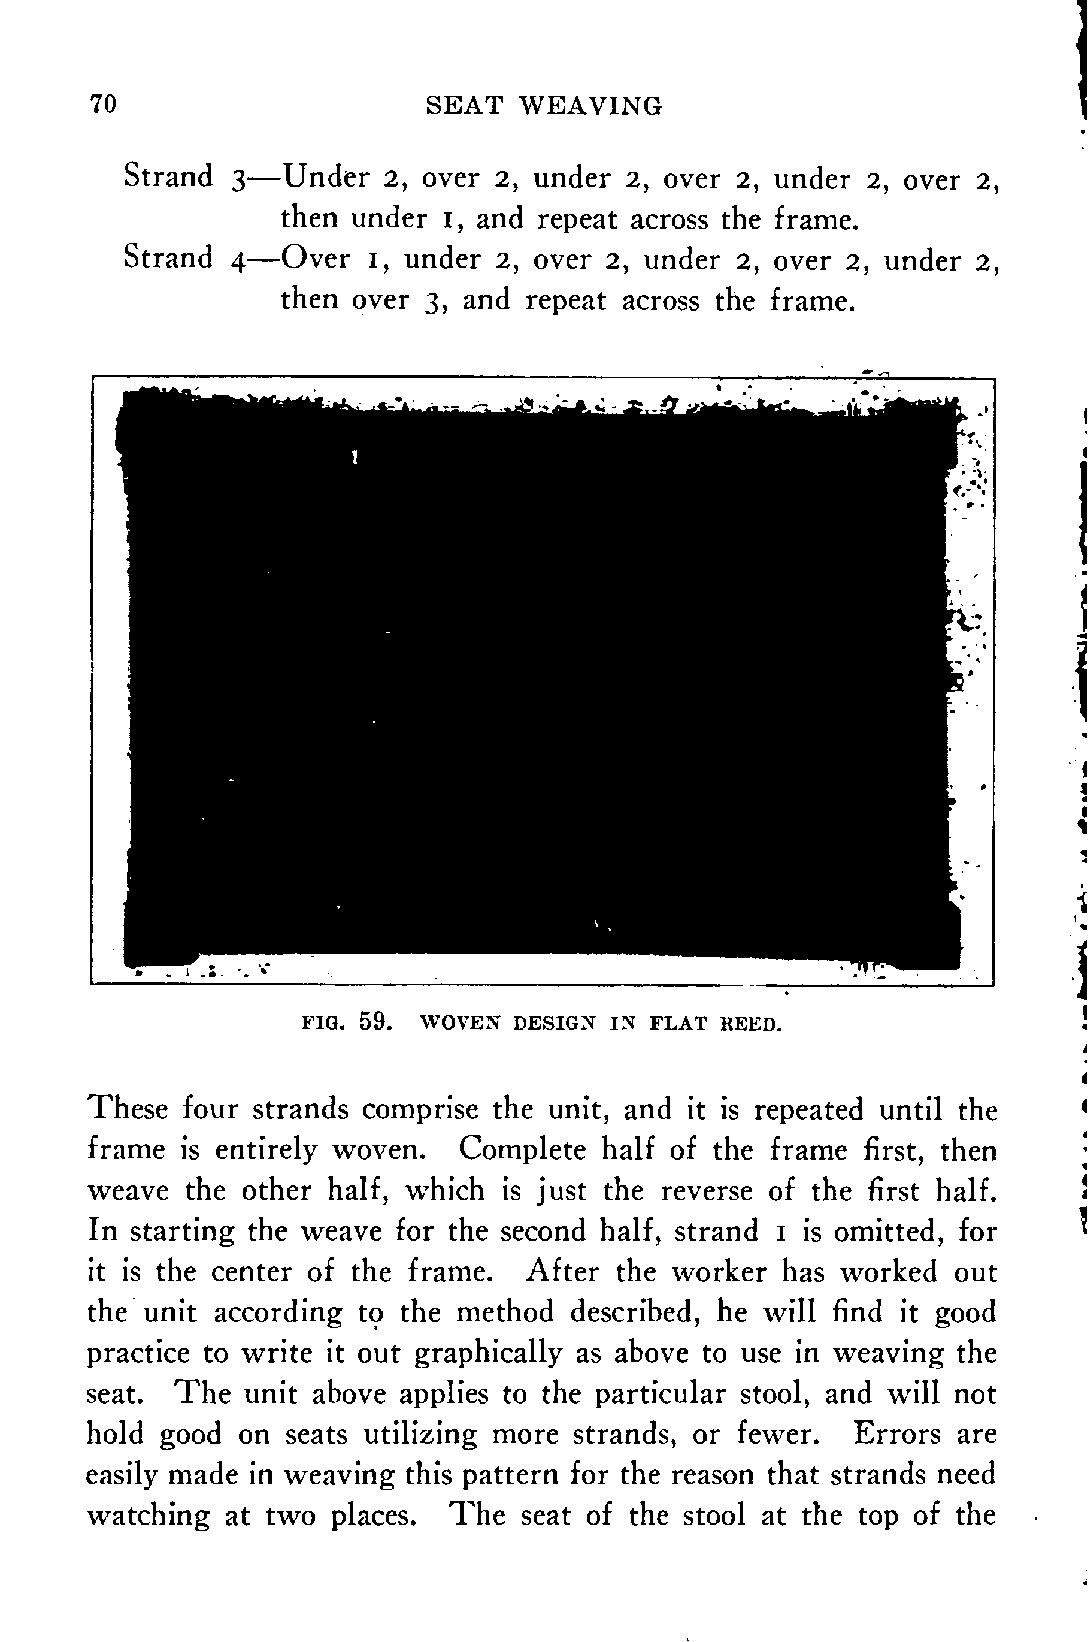 70 SEAT WEAVING
Strand 3—Under 2, over 2, under 2, over 2, under 2, over 2,
then under 1, and repeat across the frame.
Strand 4—Over 1, under 2, over 2, under 2, over 2, under 2,
then over 3, and repeat across the frame.
FIG. 59. WOVEN DESIGN IN FLAT REED.
These four strands comprise the unit, and it is repeated until the
frame is entirely woven. Complete half of the frame first, then
weave the other half, which is just the reverse of the first half.
In starting the weave for the second half, strand 1 is omitted, for
it is the center of the frame. After the worker has worked out
the unit according to the method described, he will find it good
practice to write it out graphically as above to use in weaving the
seat. The unit above applies to the particular stool, and will not
hold good on seats utilizing more strands, or fewer. Errors are
easily made in weaving this pattern for the reason that strands need
watching at two places. The seat of the stool at the top of the